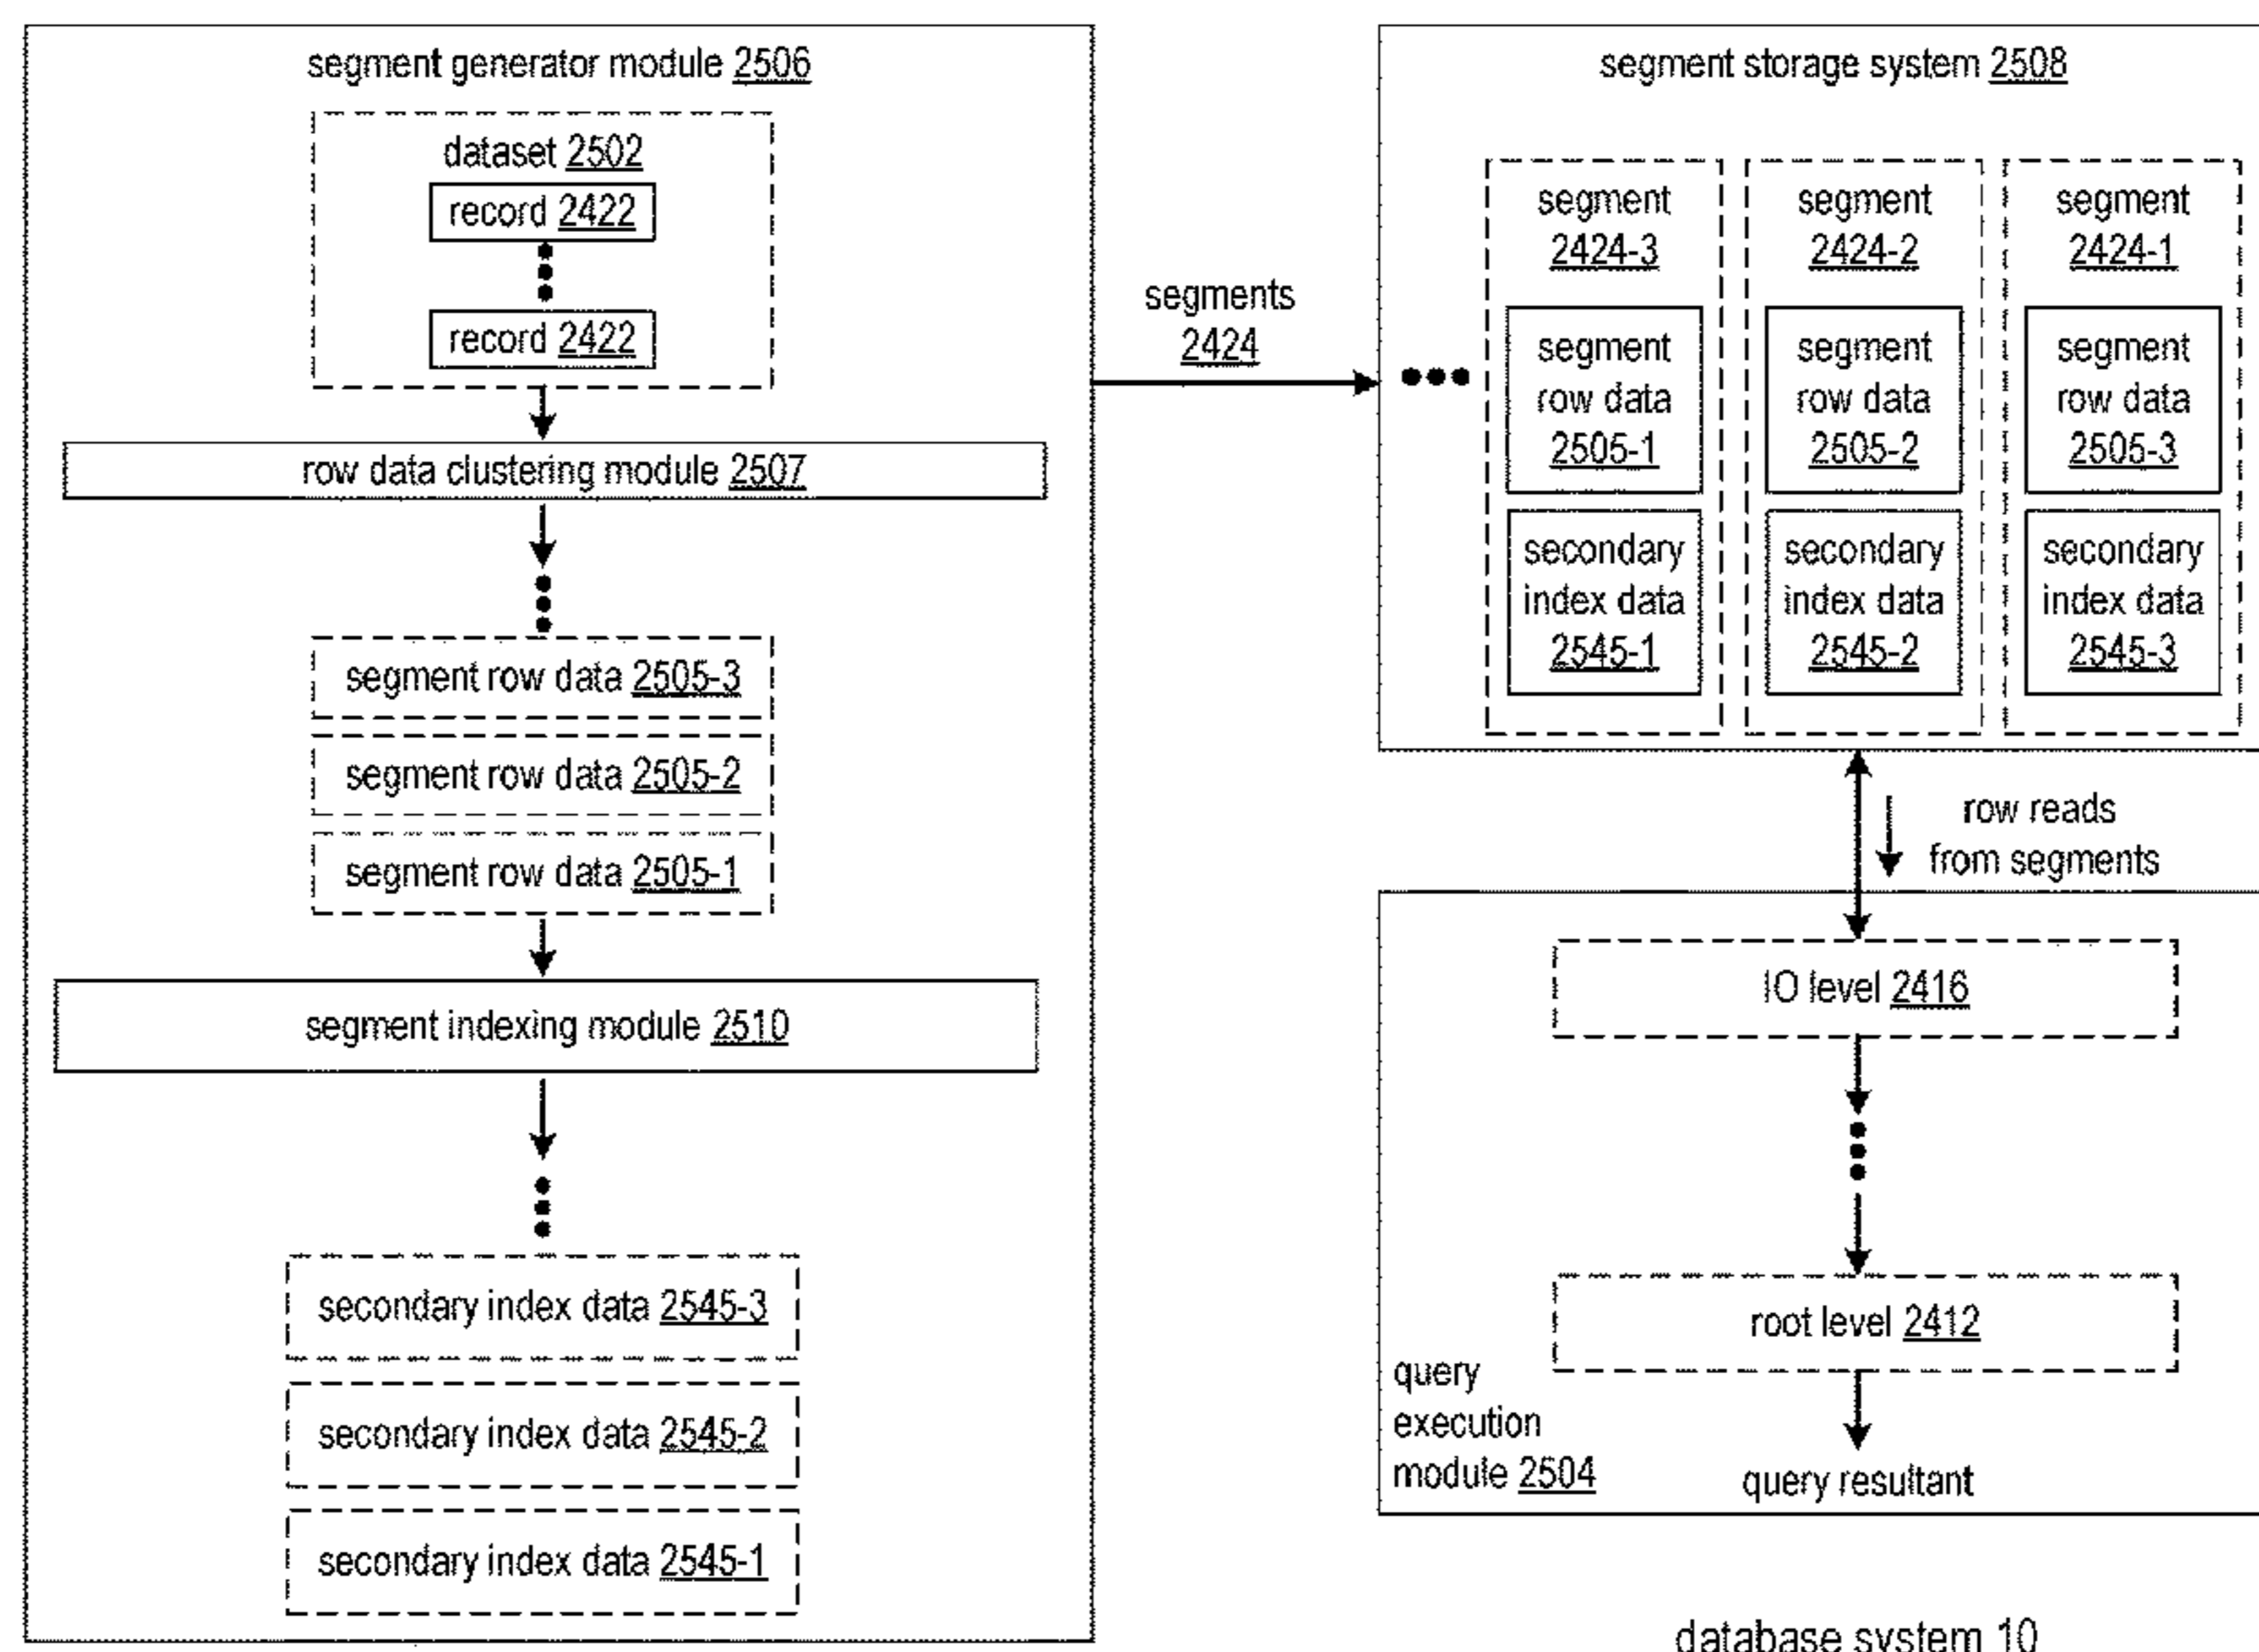 segment generator module 2506
dataset 2502
record 2422
record 2422
row data clustering module 2507
segment row data 2505-3
segment row data 2505-2
segment row data 2505-1
segment indexing module 2510
secondary index data 2545-3
secondary index data 2545-2
secondary index data 2545-1
segments
2424
segment storage system 2508
segment
2424-3
segment
row data
2505-1
secondary
index data
2545-1
segment
2424-2
segment
row data
2505-2
secondary
index data
2545-2
segment
2424-1
segment
row data
2505-3
secondary
index data
2545-3
row reads
from segments
IO level 2416
root level 2412
query
execution
module 2504
query resultant
database system 10